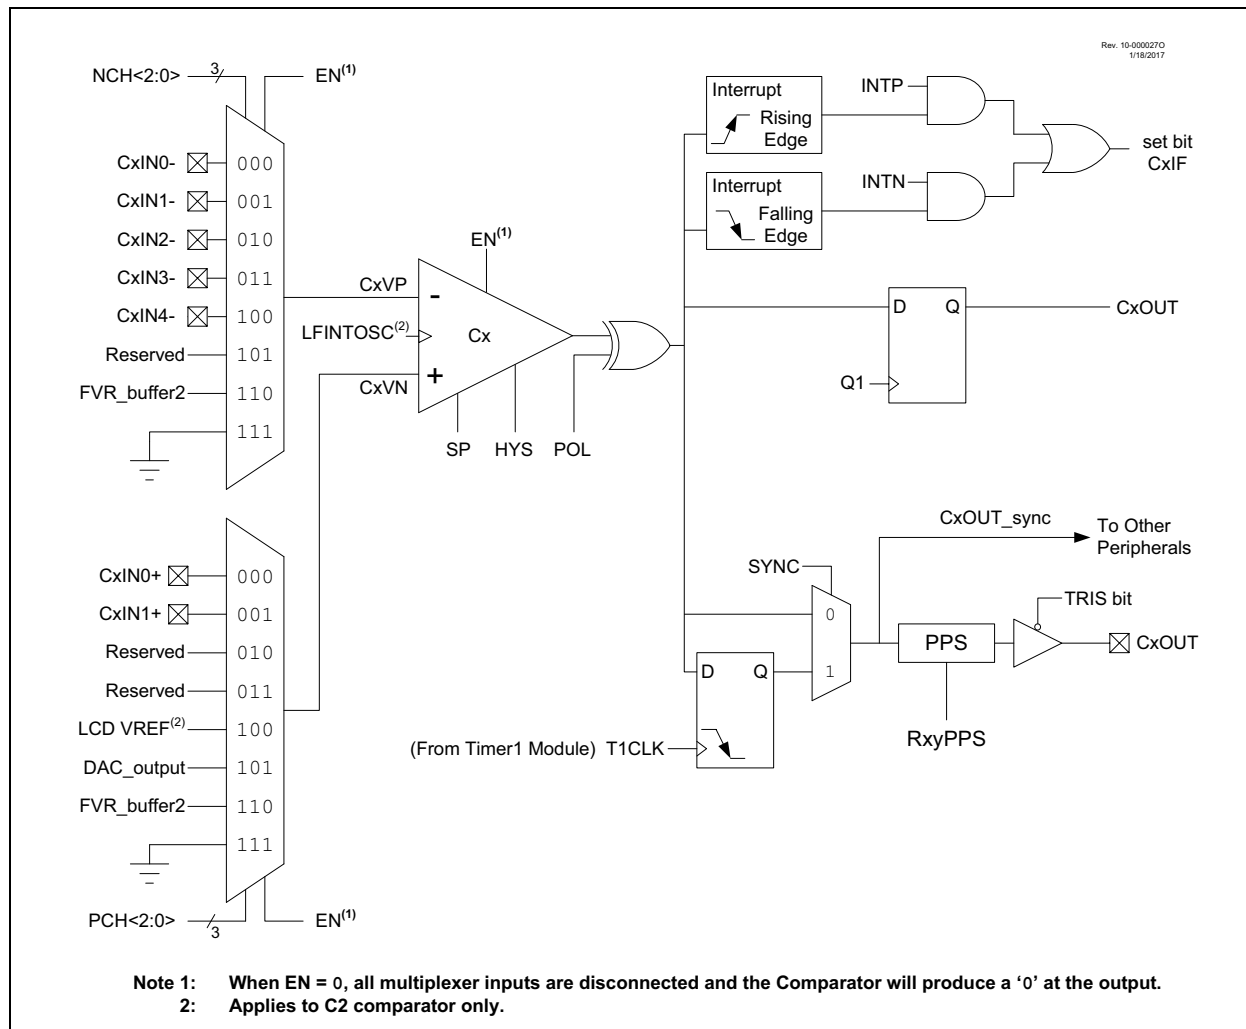 Rev. 10-000027O
1/18/2017
NCH<2:0>
3
EN(1)
CxIN0-
000
CxIN1-
001
CxIN2-
010
CxIN3-
011
CxIN4-
100
Reserved
101
FVR_buffer2
110
111
CxVP
EN(1)
-
LFINTOSC(2)
Cx
+
CxVN
SP
HYS
POL
Interrupt
Rising
Edge
INTP
Interrupt
Falling
Edge
INTN
set bit
CxIF
D
Q
CxOUT
Q1
CxIN0+
000
CxIN1+
001
Reserved
010
Reserved
011
LCD VREF(2)
100
DAC_output
101
FVR_buffer2
110
111
PCH<2:0>
3
EN(1)
CxOUT_sync
To Other
Peripherals
SYNC
0
1
TRIS bit
PPS
CxOUT
RxyPPS
D
Q
(From Timer1 Module) T1CLK
Note 1: When EN = 0, all multiplexer inputs are disconnected and the Comparator will produce a ‘0’ at the output.
2: Applies to C2 comparator only.